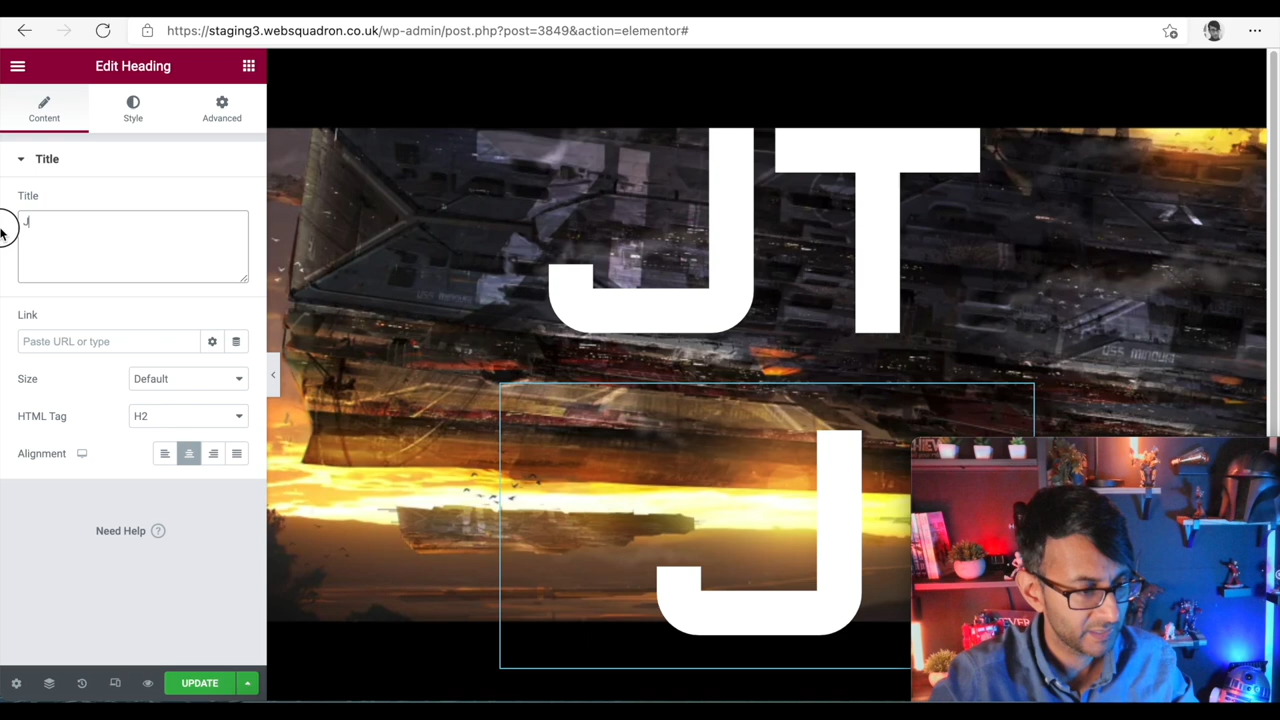 https://staging3.websquadron.co.uk/wp-admin/post.php?post=3849&action=elementor#
Edit Heading
Content
Style
Advanced
Title
Title
J
Link
Paste URL or type
Size
Default
HTML Tag
H2
Alignment
Need Help ?
UPDATE
JT
J